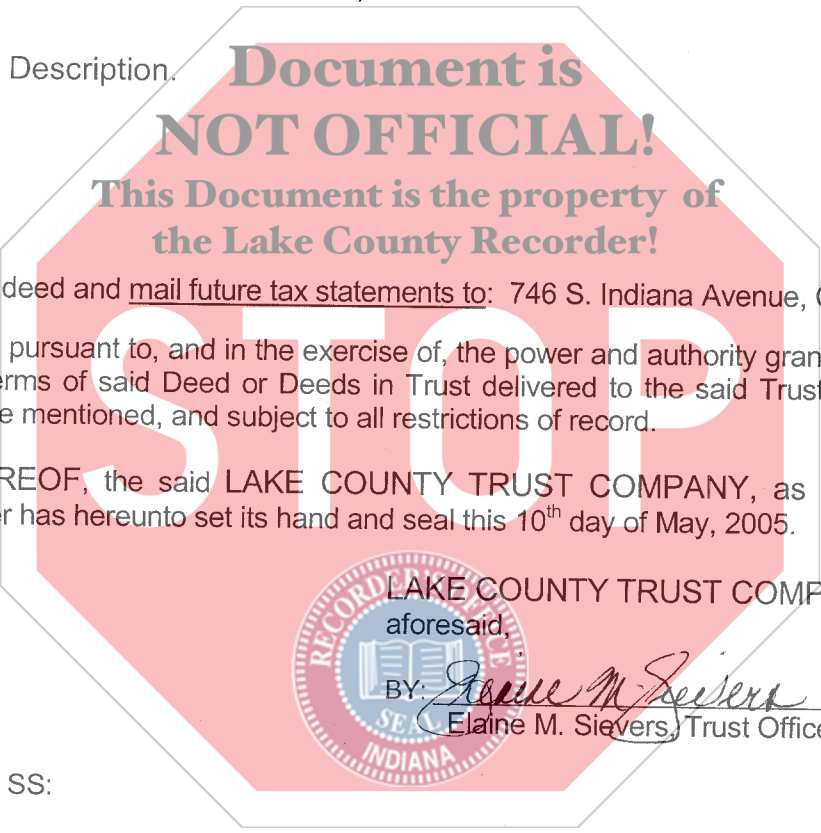 Description.
Document is
NOT OFFICIAL!
This Document is the property of
the Lake County Recorder!
deed and mail future tax statements to: 746 S. Indiana Avenue,
STOP
pursuant to, and in the exercise of, the power and authority gran
erms of said Deed or Deeds in Trust delivered to the said Trust
e mentioned, and subject to all restrictions of record.
REOF, the said LAKE COUNTY TRUST COMPANY, as
r has hereunto set its hand and seal this 10th day of May, 2005.
LAKE COUNTY TRUST COMP
aforesaid,
RECORDER'S OFFICE
SEAL
INDIANA
BY: Elaine M. Sievers
Elaine M. Sievers, Trust Office
SS: